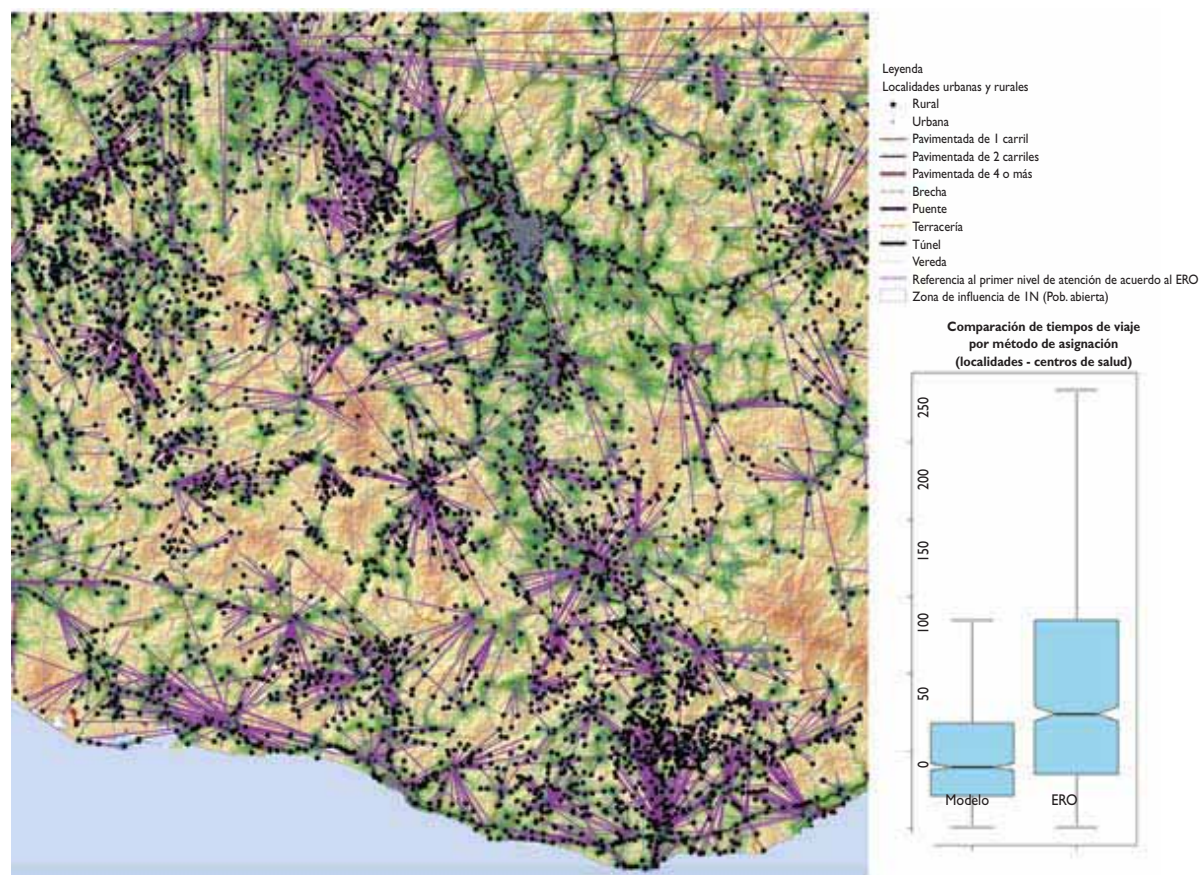 Leyenda
Localidades urbanas y rurales
Rural
Urbana
Pavimentada de 1 carril
Pavimentada de 2 carriles
Pavimentada de 4 o más
Brecha
Puente
Terracería
Túnel
Vereda
Referencia al primer nivel de atención de acuerdo al ERO
Zona de influencia de 1N (Pob. abierta)
Comparación de tiempos de viaje
por método de asignación
(localidades - centros de salud)
250
200
150
100
50
0
Modelo ERO